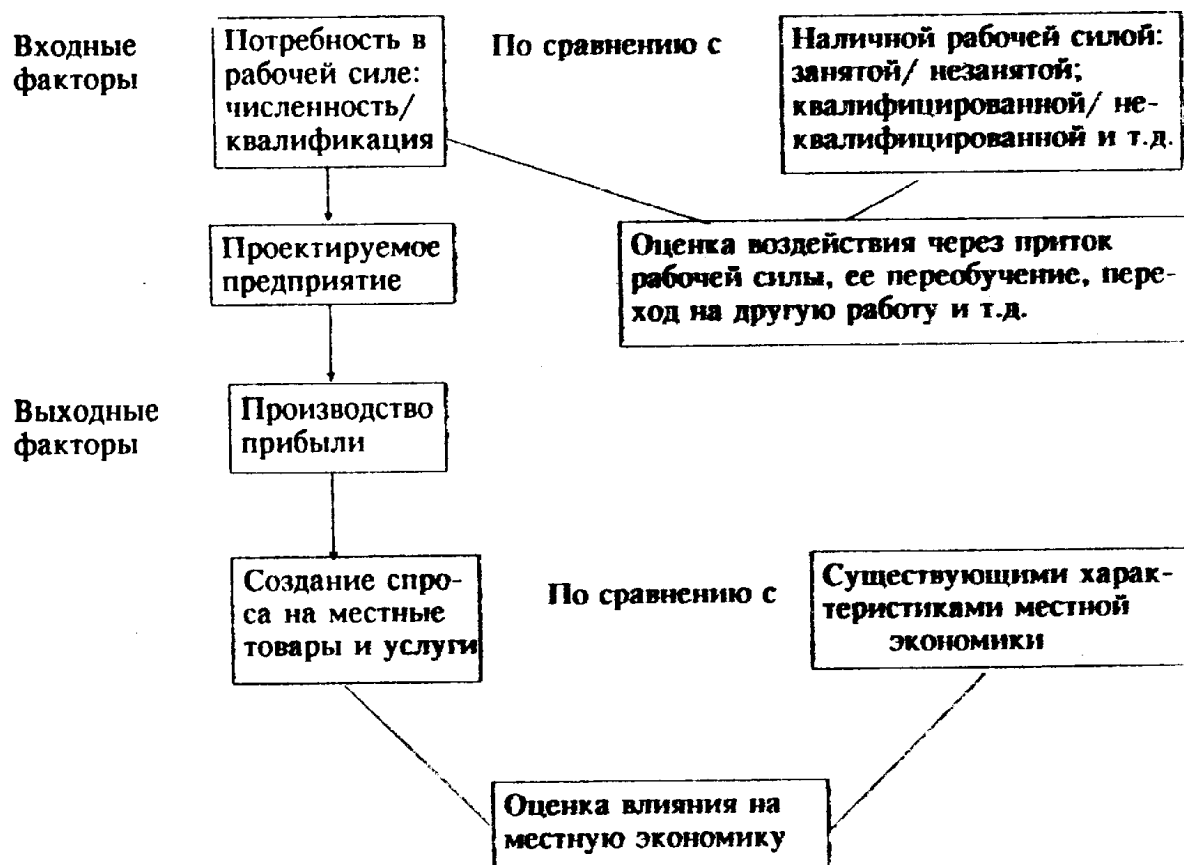 Входные
факторы
Потребность в
рабочей силе:
численность/
квалификация
По сравнению с
Наличной рабочей силой:
занятой/ незанятой;
квалифицированной/ не-
квалифицированной и т.д.
Проектируемое
предприятие
Оценка воздействия через приток
рабочей силы, ее переобучение, пере-
ход на другую работу и т.д.
Выходные
факторы
Производство
прибыли
Создание спро-
са на местные
товары и услуги
По сравнению с
Существующими харак-
теристиками местной
экономики
Оценка влияния на
местную экономику